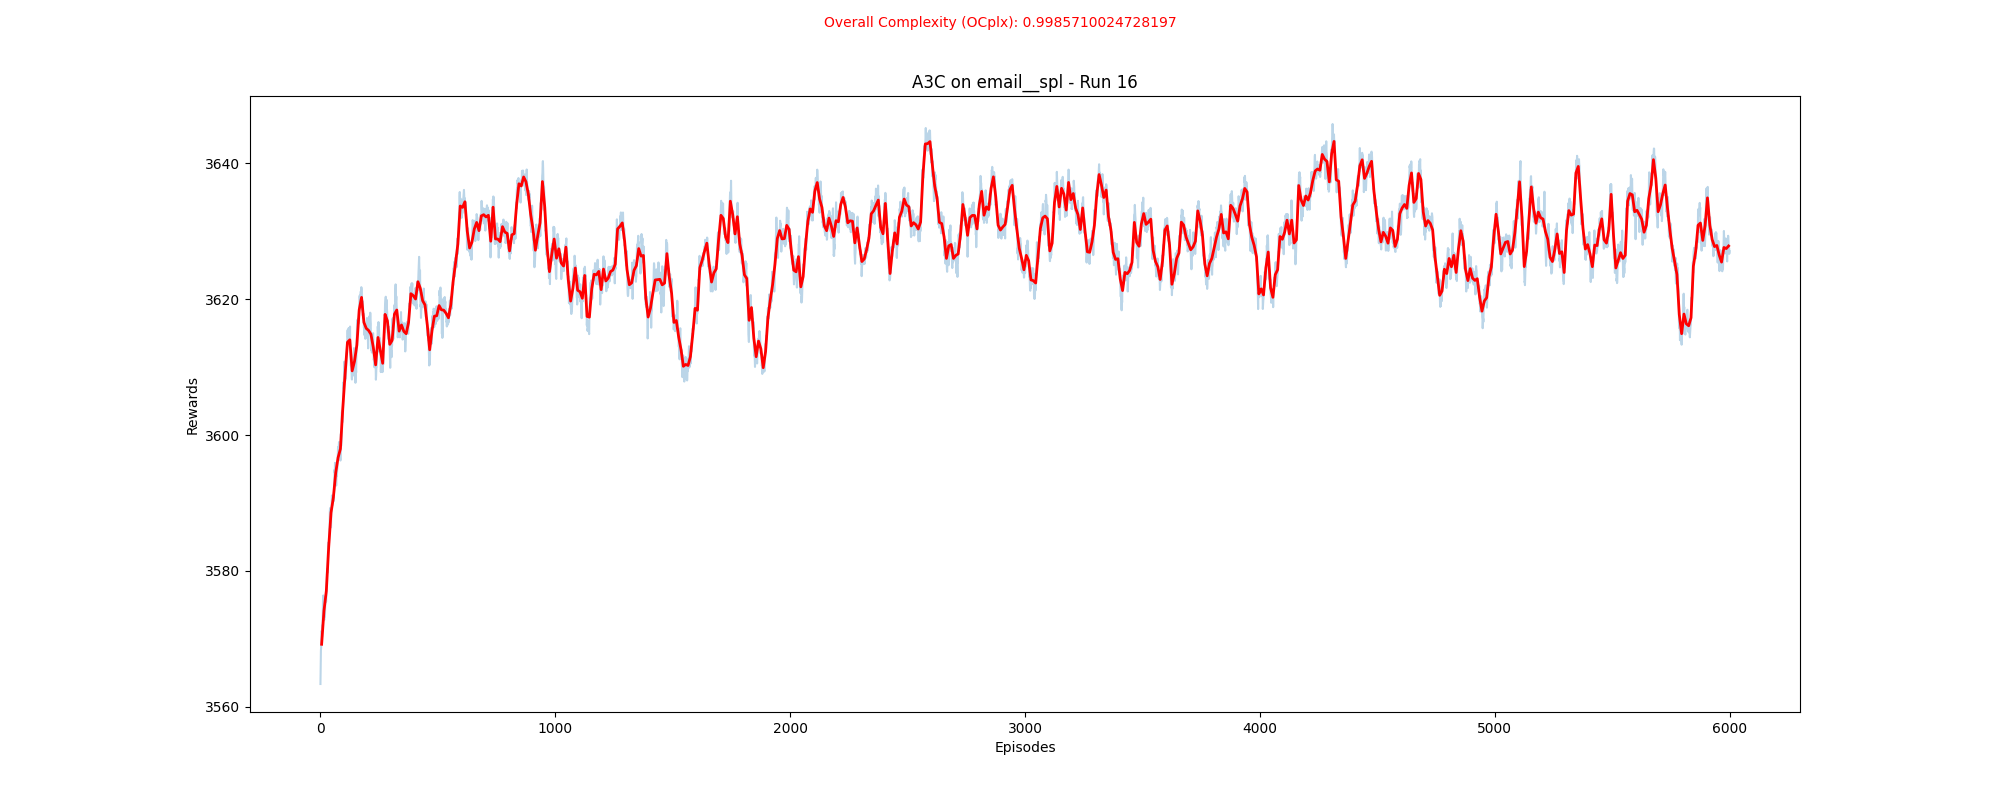 Overall Complexity (OCplx): 0.9985710024728197
A3C on email__spl - Run 16
3640
3620
3600
3580
3560
Rewards
0 1000 2000 3000 4000 5000 6000
Episodes